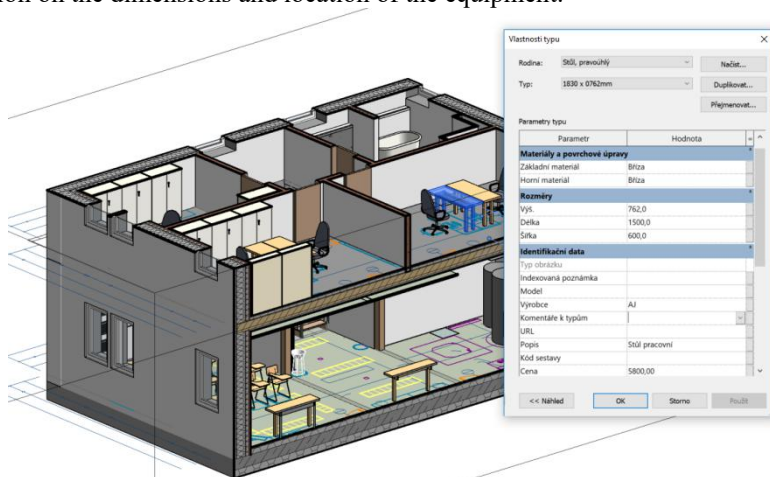 on on the dimensions and location of the equipment.
Vlastnosti typu
Rodina: Stůl, pravoúhlý Načíst...
Typ: 1830 x 0762mm Duplikovat...
Přejmenovat...
Parametry typu
Parametr Hodnota
Materiály a povrchové úpravy
Základní materiál Bříza
Horní materiál Bříza
Rozměry
Výš. 762,0
Délka 1500,0
Šířka 600,0
Identifikační data
Typ obrázku
Indexovaná poznámka
Model
Výrobce AJ
Komentáře k typům
URL
Popis Stůl pracovní
Kód sestavy
Cena 5800,00
<< Náhled OK Storno Použít